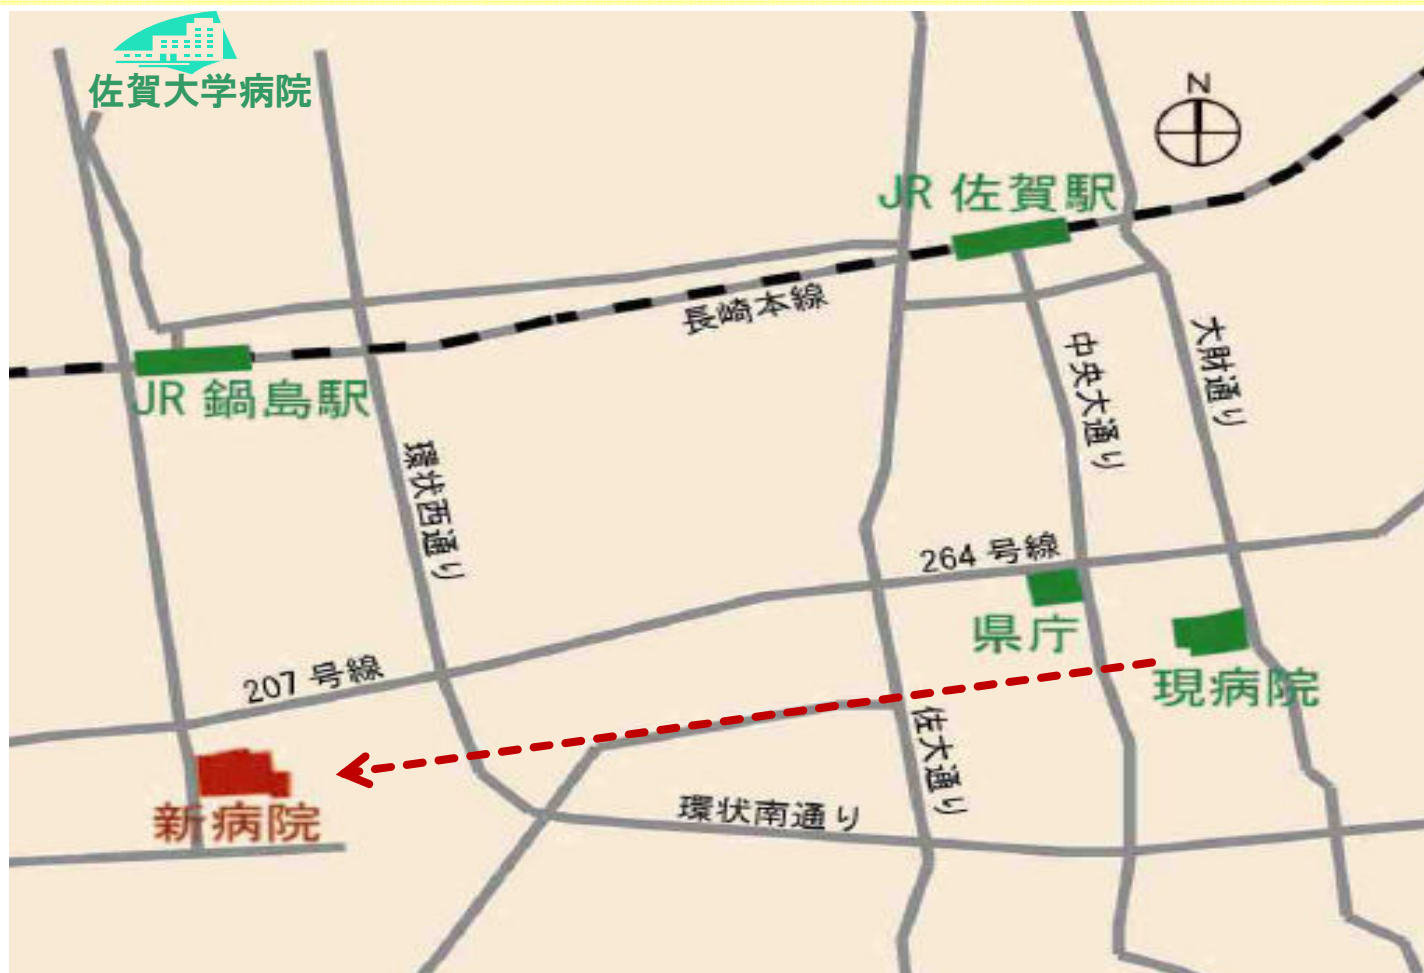 佐賀大学病院
N
JR 佐賀駅
長崎本線
JR 鍋島駅
大財通り
中央大通り
環状西通り
264 号線
県庁
現病院
207 号線
佐大通り
新病院
環状南通り